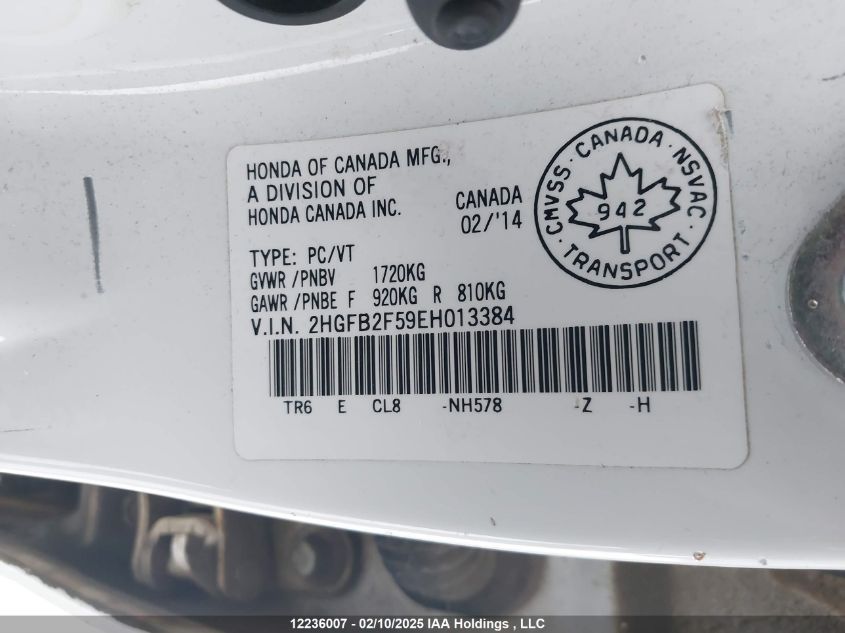 HONDA OF CANADA MFG.,
A DIVISION OF
HONDA CANADA INC.
CANADA
02/'14
CMVSS · CANADA · NSVAC
942
· TRANSPORT ·
TYPE: PC/VT
GVWR/PNBV 1720KG
GAWR/PNBE F 920KG R 810KG
V.I.N. 2HGFB2F59EH013384
TR6 E CL8 -NH578 -Z -H
12236007 - 02/10/2025 IAA Holdings , LLC